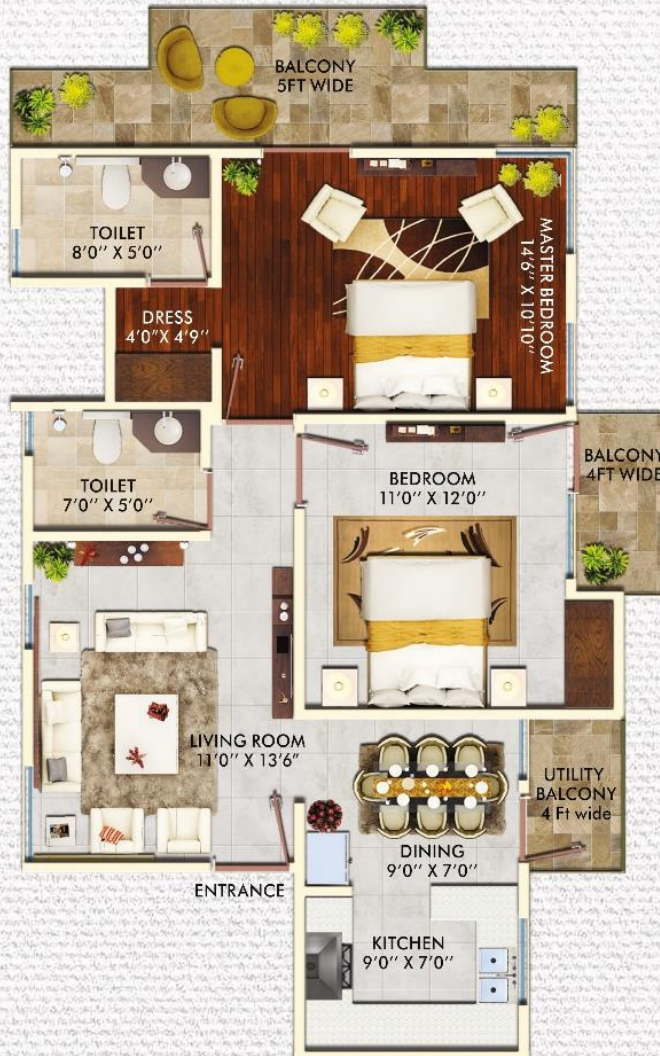 BALCONY
5FT WIDE
TOILET
8'0'' X 5'0''
MASTER BEDROOM
14'6'' X 10'10''
DRESS
4'0"X 4'9''
TOILET
7'0'' X 5'0''
BEDROOM
11'0'' X 12'0''
BALCONY
4FT WIDE
LIVING ROOM
11'0'' X 13'6"
UTILITY
BALCONY
4 Ft wide
DINING
9'0'' X 7'0''
ENTRANCE
KITCHEN
9'0'' X 7'0''